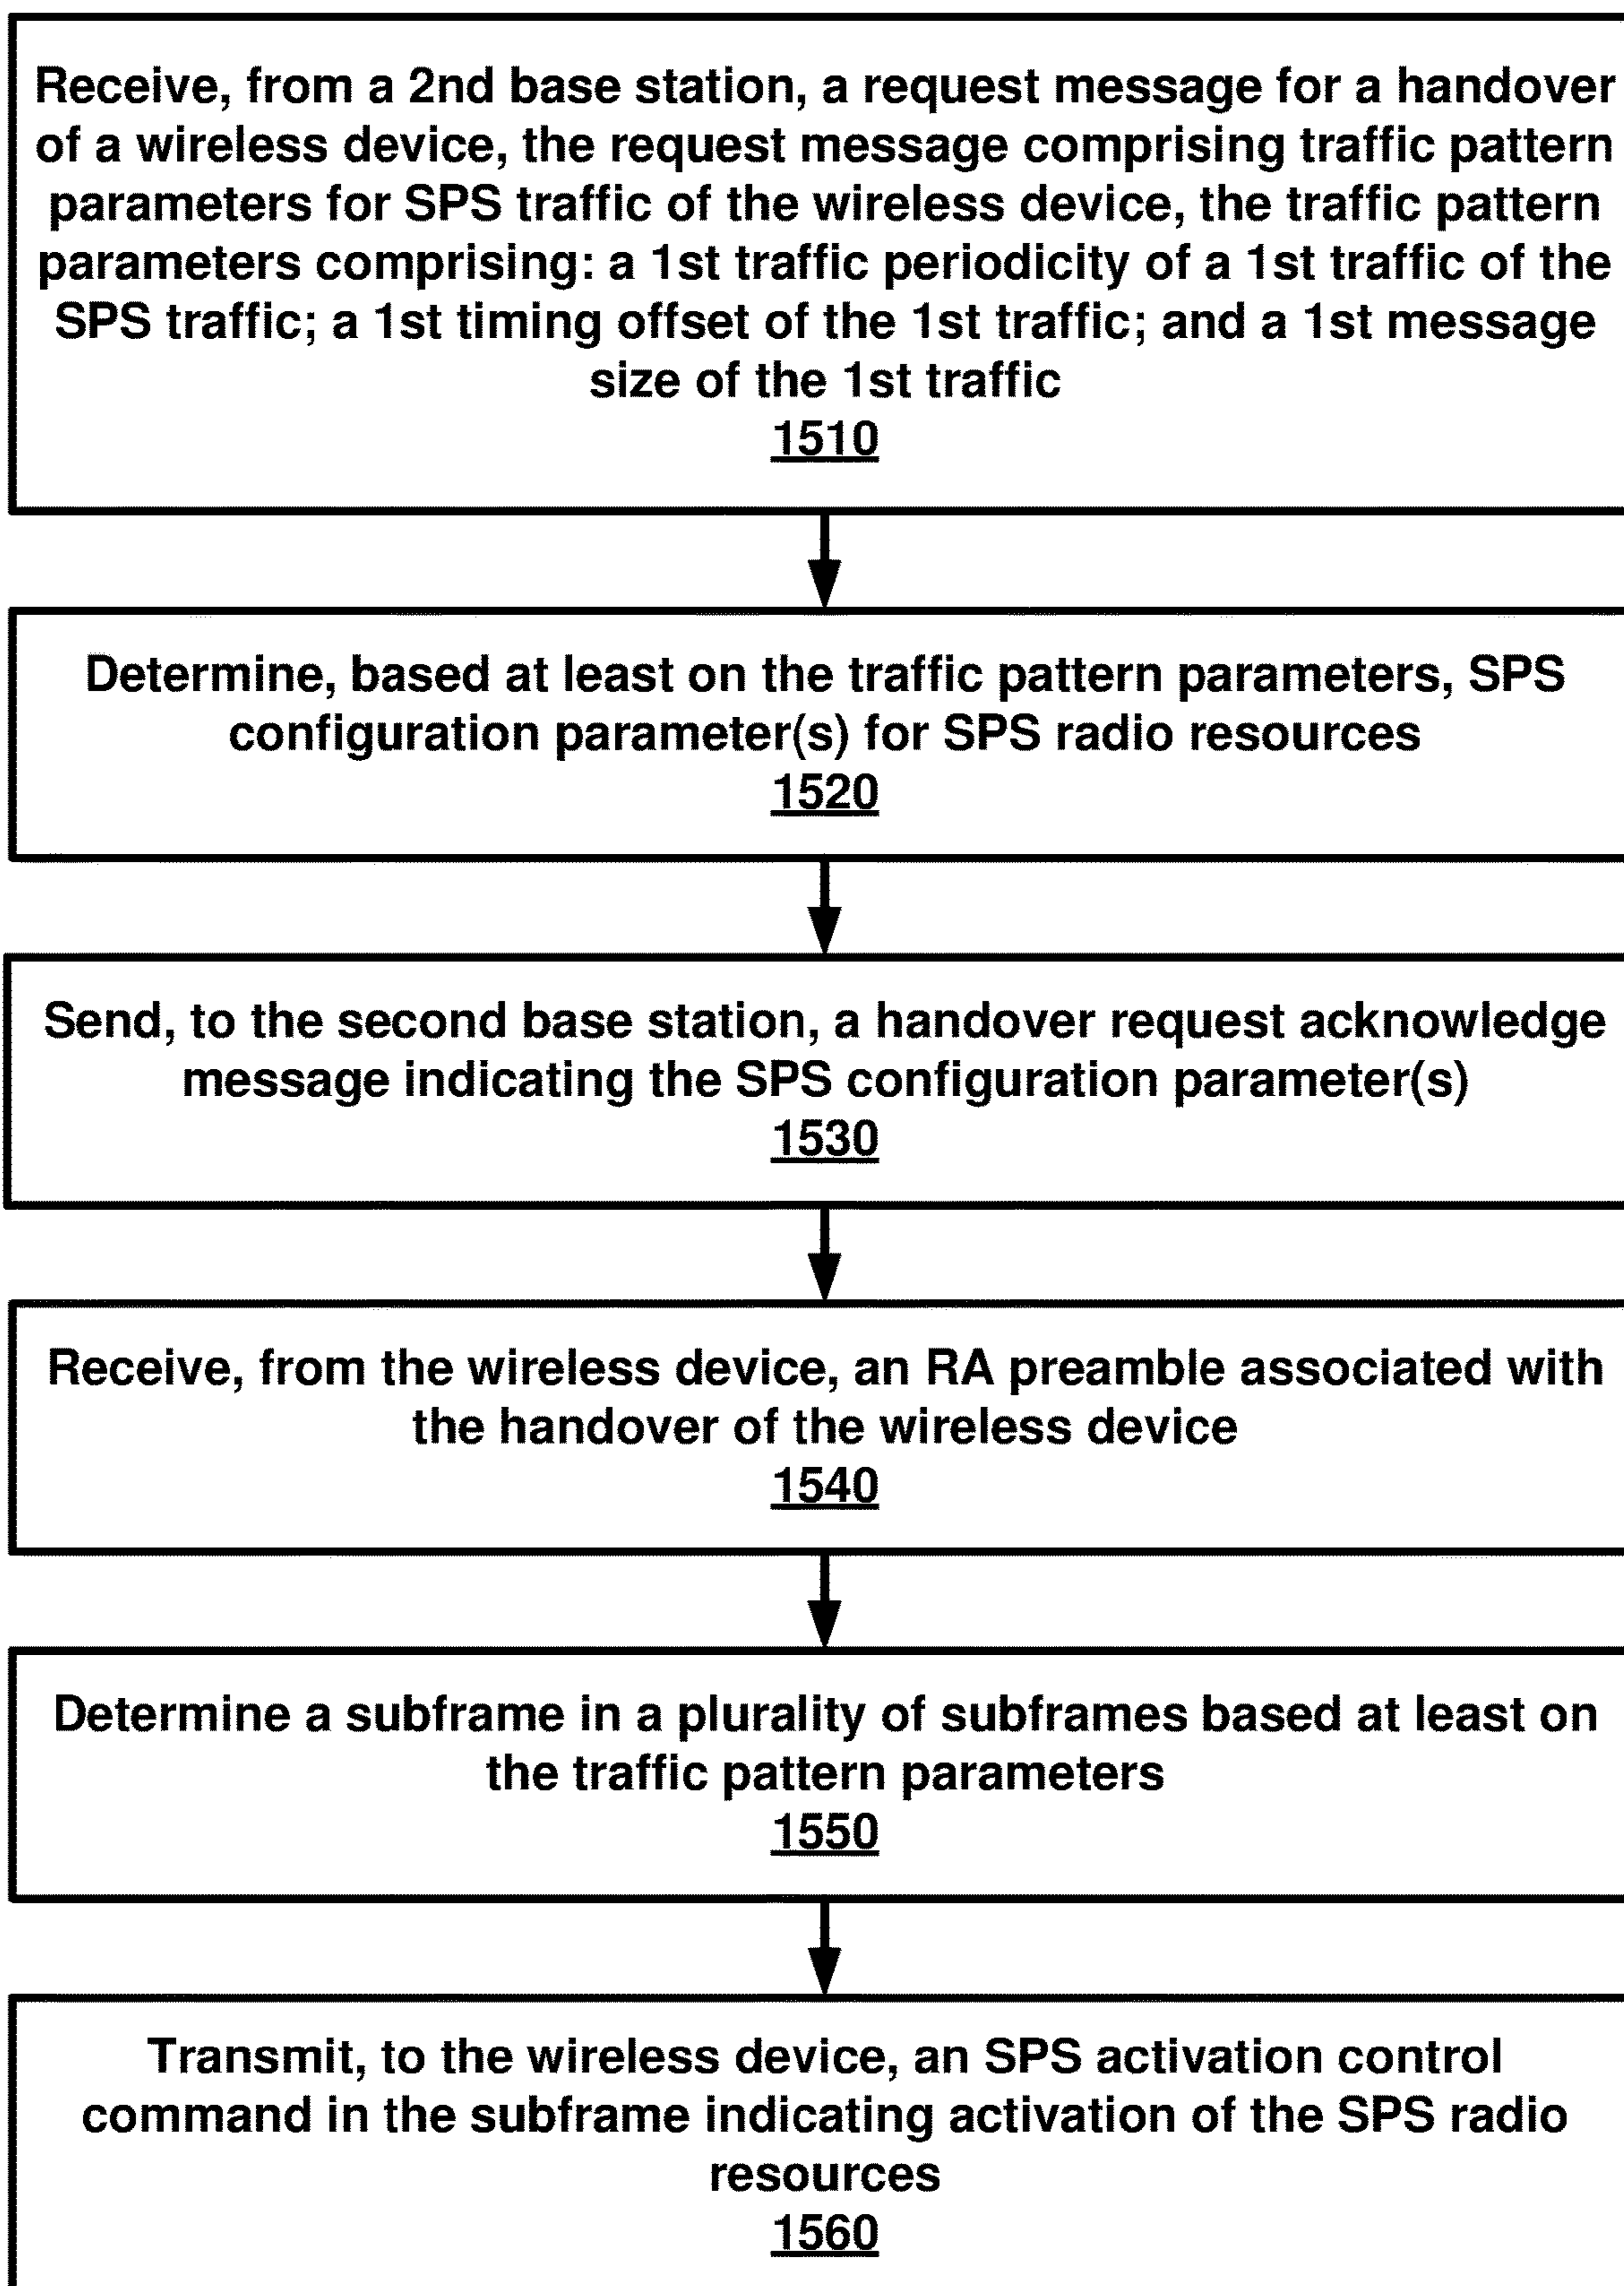 Receive, from a 2nd base station, a request message for a handover
of a wireless device, the request message comprising traffic pattern
parameters for SPS traffic of the wireless device, the traffic pattern
parameters comprising: a 1st traffic periodicity of a 1st traffic of the
SPS traffic; a 1st timing offset of the 1st traffic; and a 1st message
size of the 1st traffic
1510
Determine, based at least on the traffic pattern parameters, SPS
configuration parameter(s) for SPS radio resources
1520
Send, to the second base station, a handover request acknowledge
message indicating the SPS configuration parameter(s)
1530
Receive, from the wireless device, an RA preamble associated with
the handover of the wireless device
1540
Determine a subframe in a plurality of subframes based at least on
the traffic pattern parameters
1550
Transmit, to the wireless device, an SPS activation control
command in the subframe indicating activation of the SPS radio
resources
1560